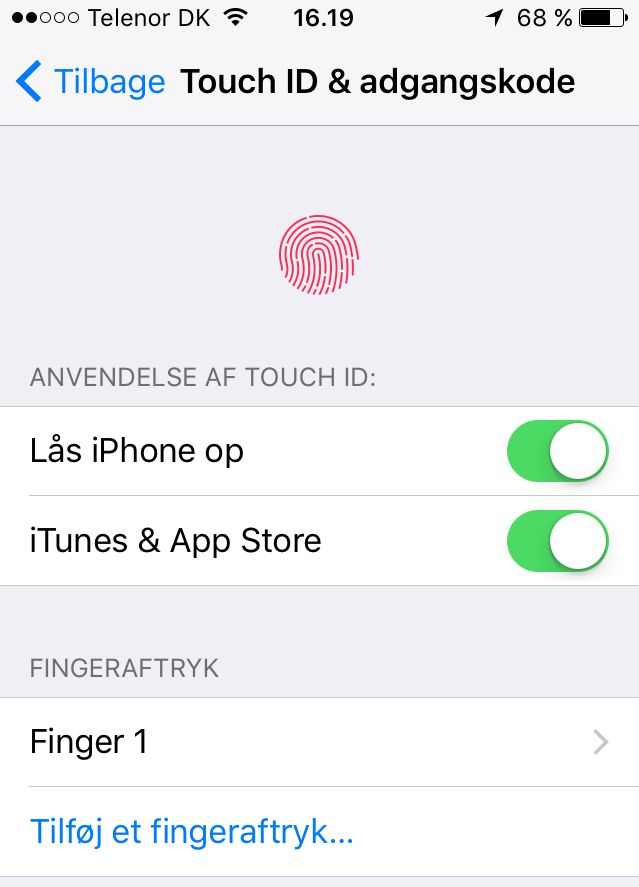 Telenor DK 16.19 68 %
Tilbage Touch ID & adgangskode
ANVENDELSE AF TOUCH ID:
Lås iPhone op
iTunes & App Store
FINGERAFTRYK
Finger 1
Tilføj et fingeraftryk...